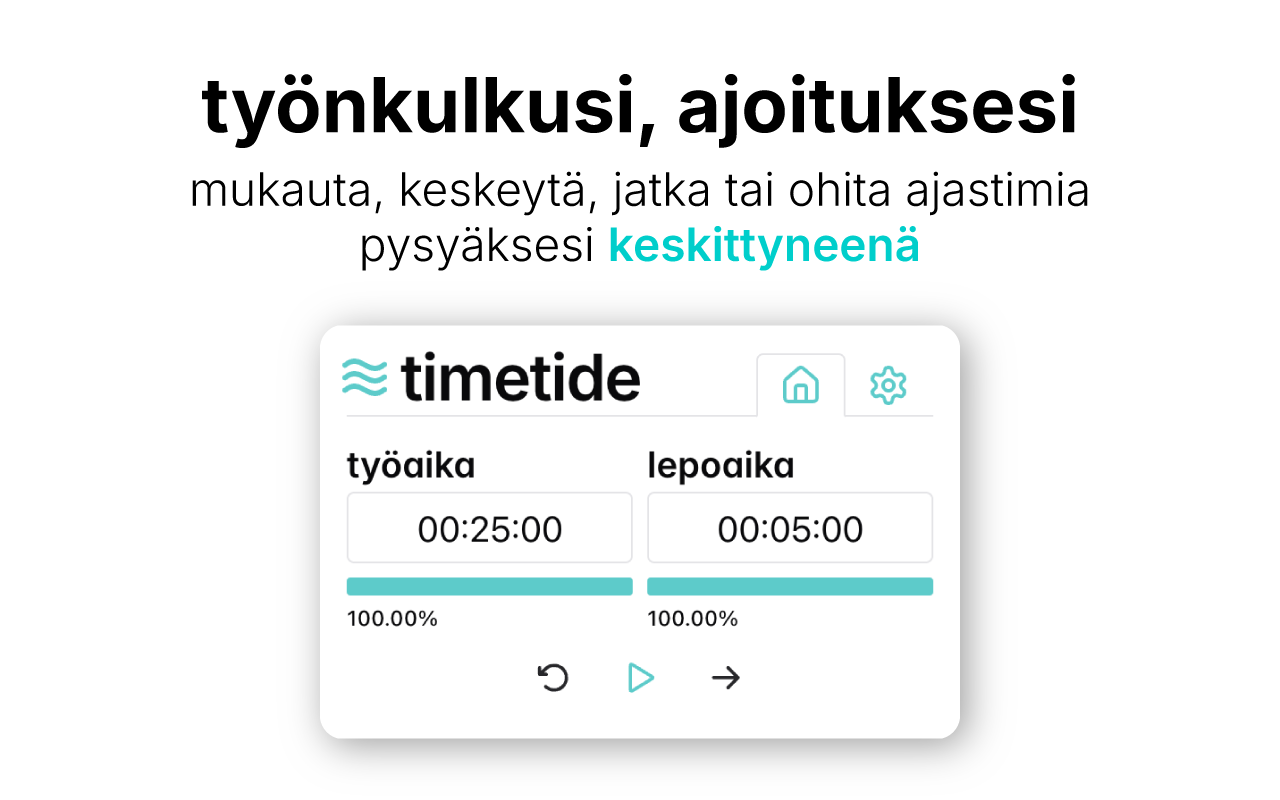 työnkulkusi, ajoituksesi
mukauta, keskeytä, jatka tai ohita ajastimia
pysyäksesi keskittyneenä
timetide
työaika
lepoaika
00:25:00
00:05:00
100.00%
100.00%